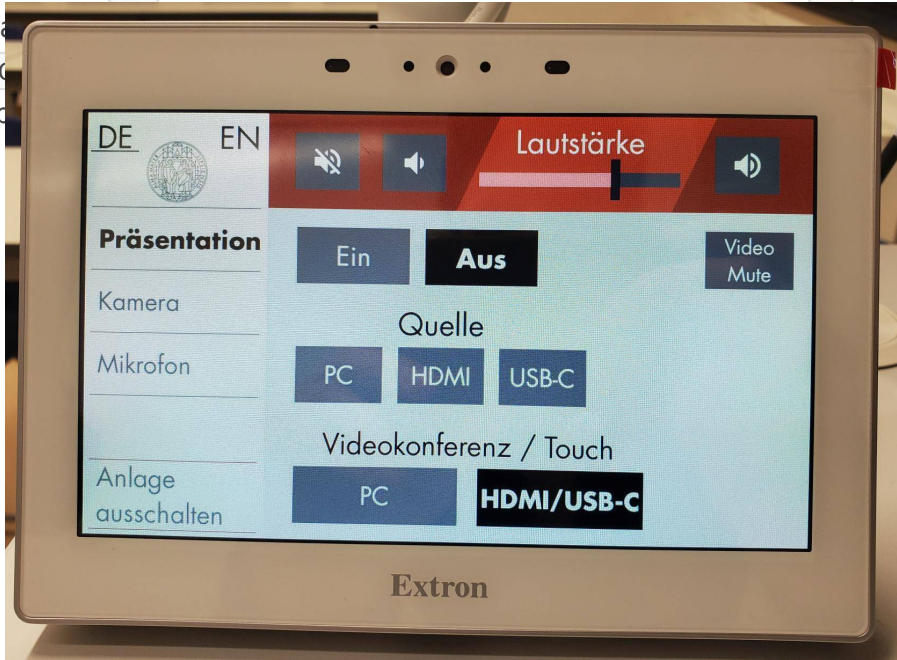 DE EN
Lautstärke
Präsentation
Ein Aus
Video
Mute
Kamera
Quelle
Mikrofon
PC HDMI USB-C
Videokonferenz / Touch
Anlage
ausschalten
PC HDMI/USB-C
Extron